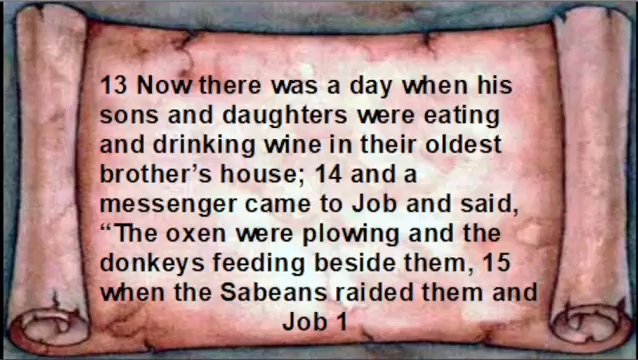 13 Now there was a day when his
sons and daughters were eating
and drinking wine in their oldest
brother’s house; 14 and a
messenger came to Job and said,
“The oxen were plowing and the
donkeys feeding beside them, 15
when the Sabeans raided them and
Job 1